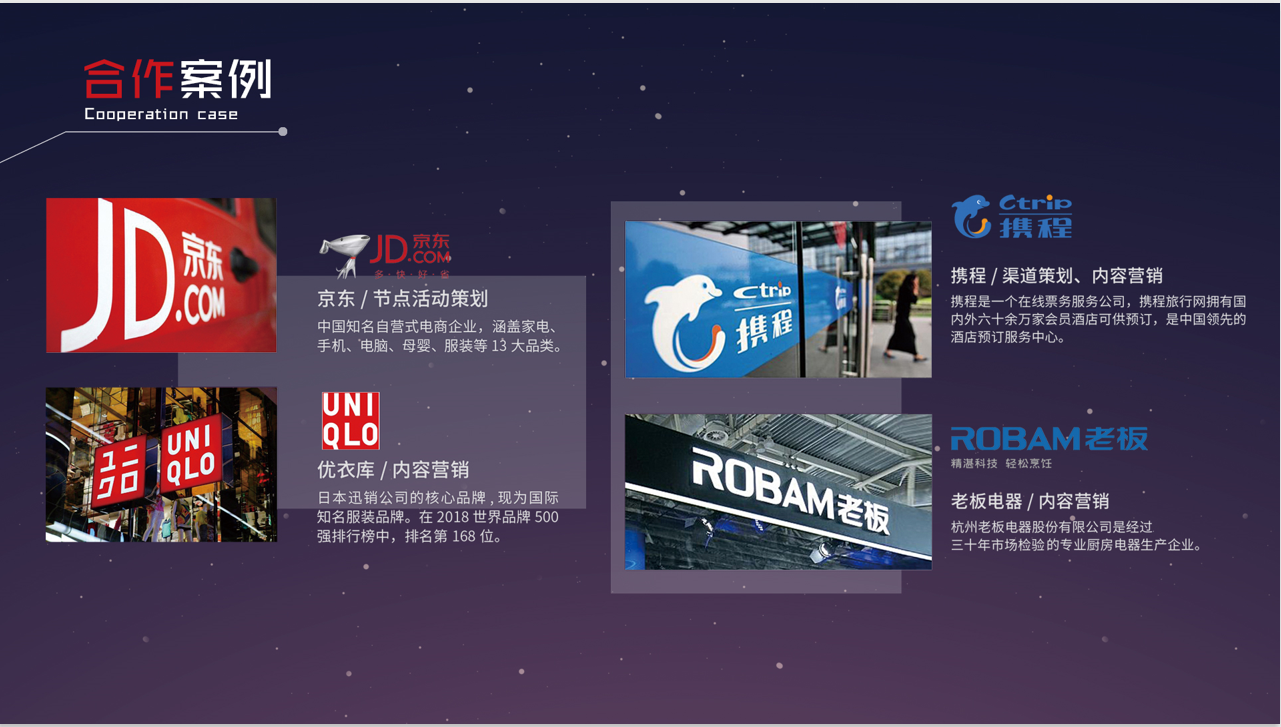 合作案例
Cooperation case
JD
京东
.COM
JD
京东
.COM
多·快·好·省
京东 / 节点活动策划
中国知名自营式电商企业，涵盖家电、
手机、电脑、母婴、服装等 13 大品类。
ユニ
クロ
UNI
QLO
UNI
QLO
优衣库 / 内容营销
日本迅销公司的核心品牌 , 现为国际
知名服装品牌。在 2018 世界品牌 500
强排行榜中，排名第 168 位。
Ctrip
携程
Ctrip
携程
携程 / 渠道策划、内容营销
携程是一个在线票务服务公司，携程旅行网拥有国
内外六十余万家会员酒店可供预订，是中国领先的
酒店预订服务中心。
ROBAM老板
ROBAM老板
精湛科技 轻松烹饪
老板电器 / 内容营销
杭州老板电器股份有限公司是经过
三十年市场检验的专业厨房电器生产企业。